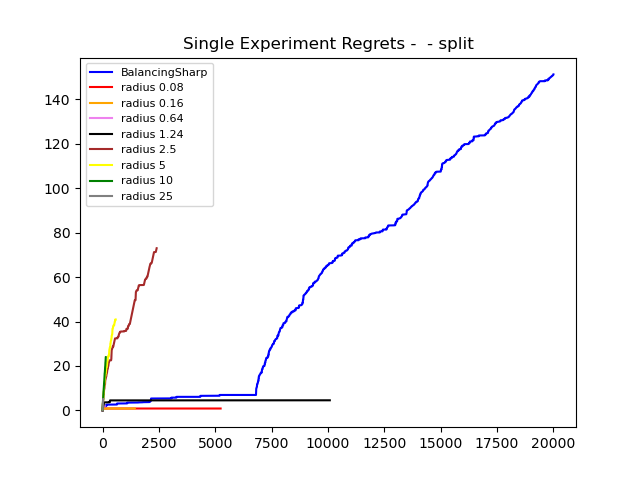 Single Experiment Regrets -  - split
BalancingSharp
radius 0.08
radius 0.16
radius 0.64
radius 1.24
radius 2.5
radius 5
radius 10
radius 25
140
120
100
80
60
40
20
0
0 2500 5000 7500 10000 12500 15000 17500 20000